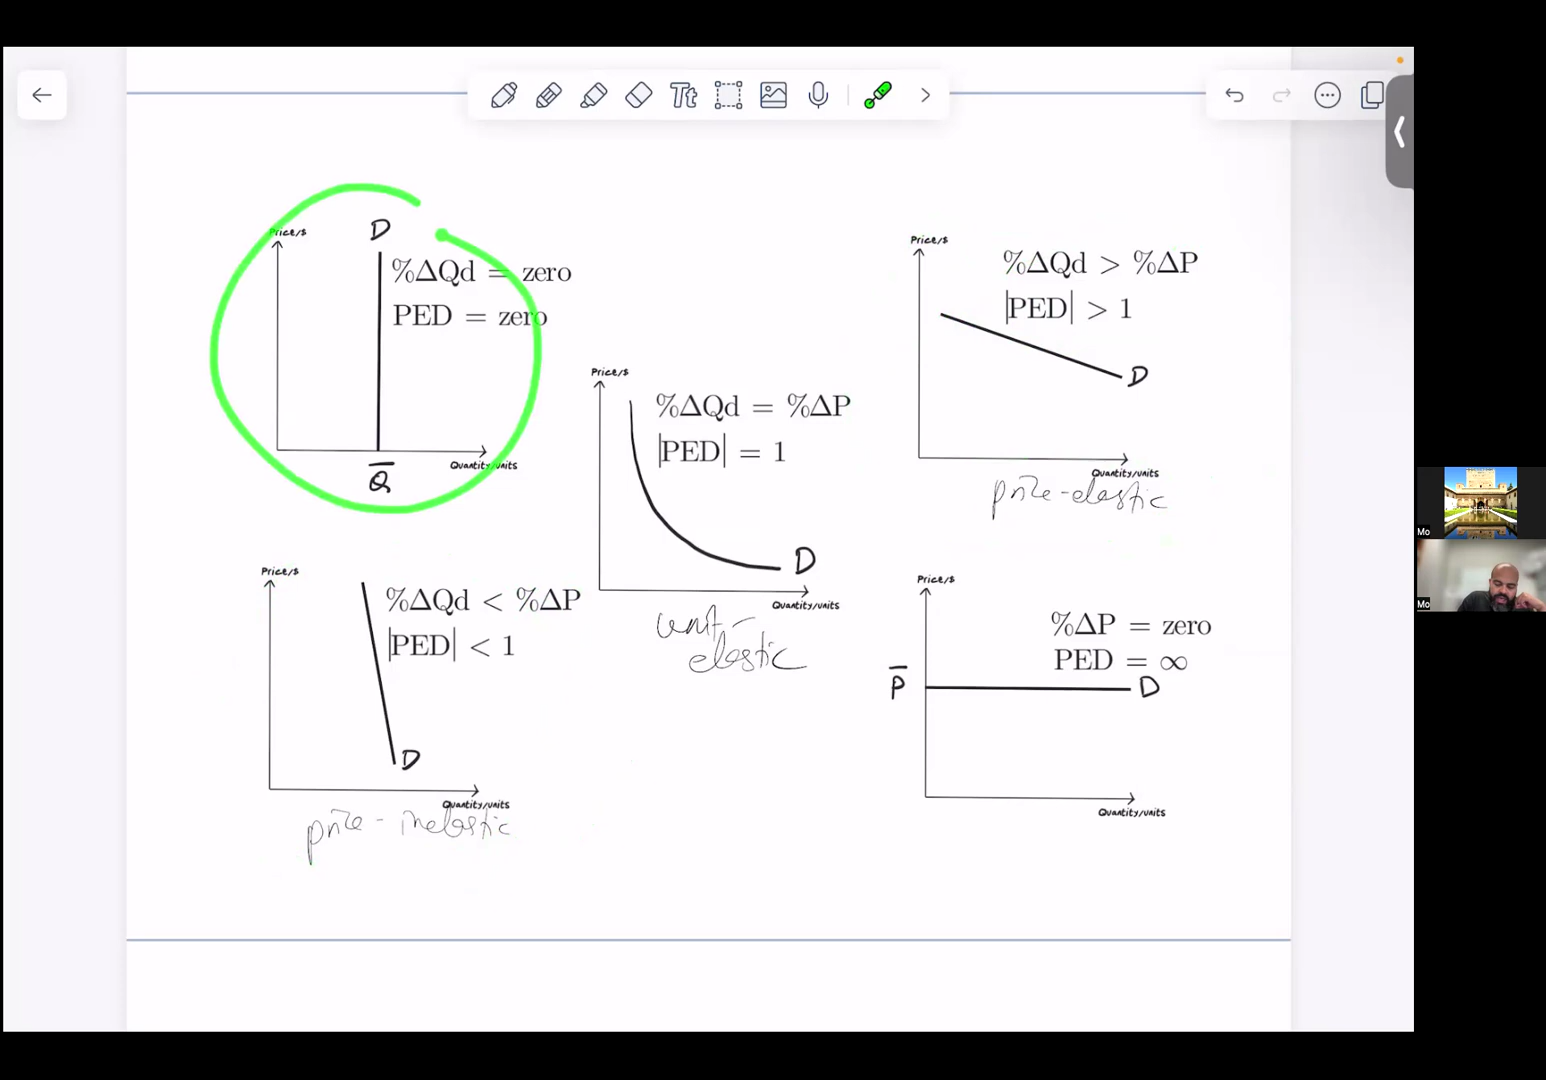 Tt
Price/$
D
%ΔQd = zero
PED = zero
Quantity/units
Q̅
Price/$
%ΔQd < %ΔP
|PED| < 1
D
Quantity/units
price - inelastic
Price/$
%ΔQd = %ΔP
|PED| = 1
D
Quantity/units
unit -
elastic
Price/$
%ΔQd > %ΔP
|PED| > 1
D
Quantity/units
price - elastic
Price/$
%ΔP = zero
PED = ∞
P̅
D
Quantity/units
Mo
Mo